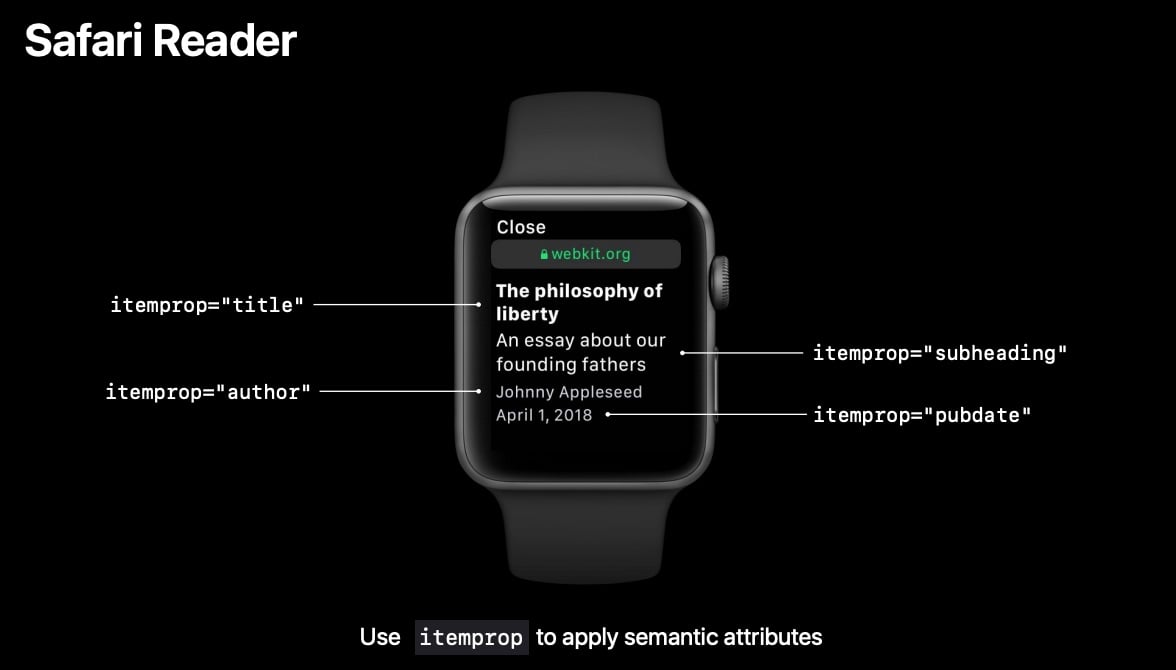 Safari Reader
Close
webkit.org
The philosophy of
liberty
An essay about our
founding fathers
Johnny Appleseed
April 1, 2018
itemprop="title"
itemprop="author"
itemprop="subheading"
itemprop="pubdate"
Use itemprop to apply semantic attributes